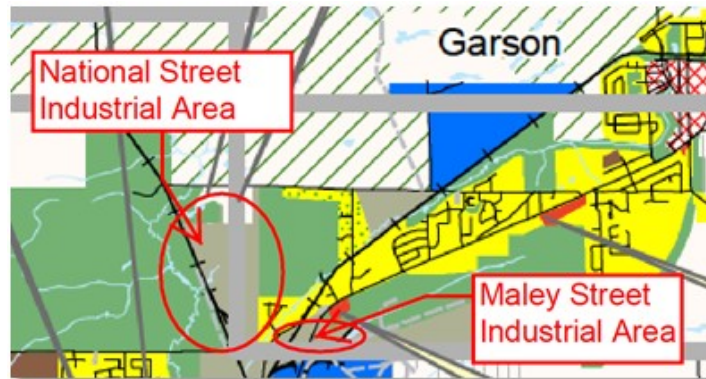 Garson
National Street
Industrial Area
Maley Street
Industrial Area